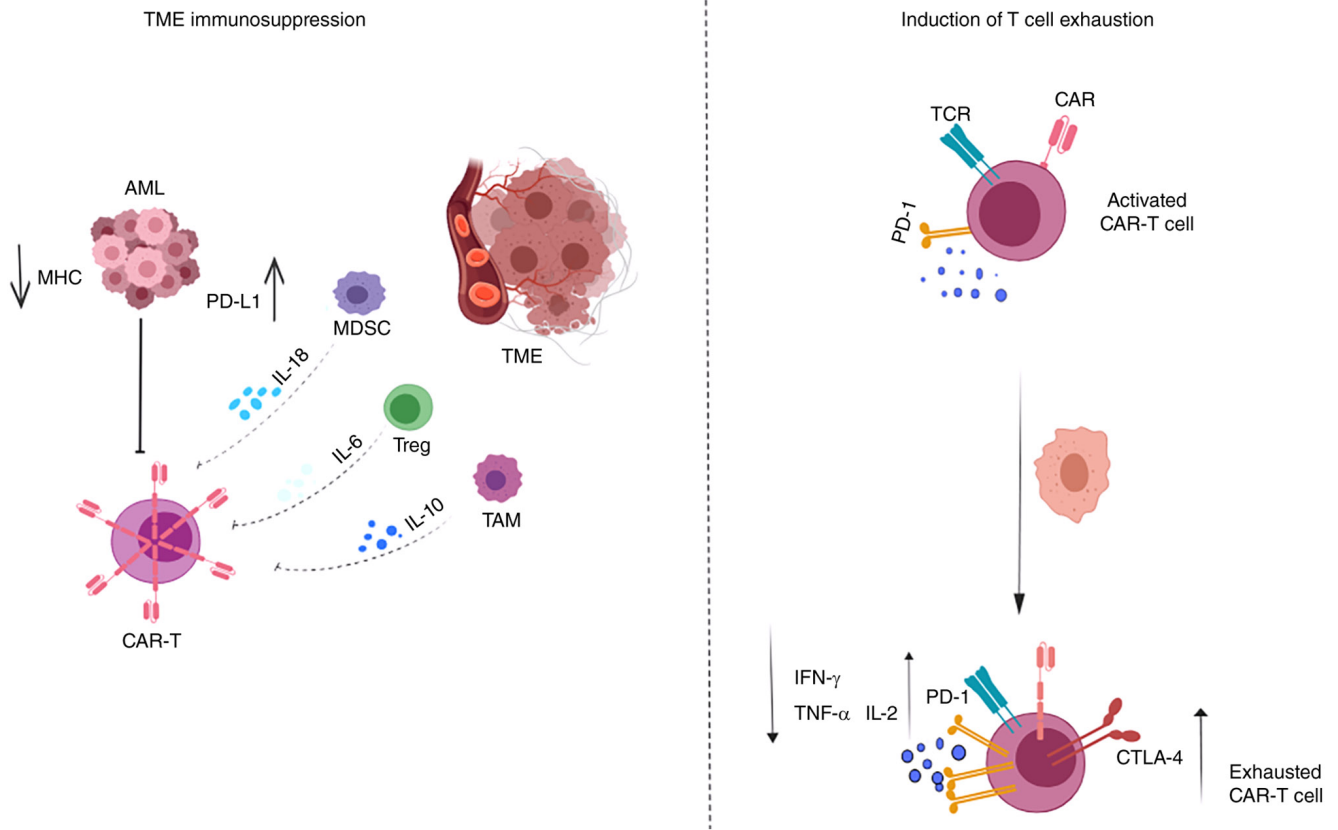 TME immunosuppression
AML
MHC
PD-L1
MDSC
TME
IL-18
Treg
IL-6
TAM
IL-10
CAR-T
Induction of T cell exhaustion
TCR
CAR
PD-1
Activated
CAR-T cell
IFN-γ
TNF-α IL-2
PD-1
CTLA-4
Exhausted
CAR-T cell